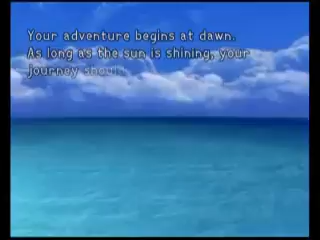 Your adventure begins at dawn.
As long as the sun is shining, your
journey